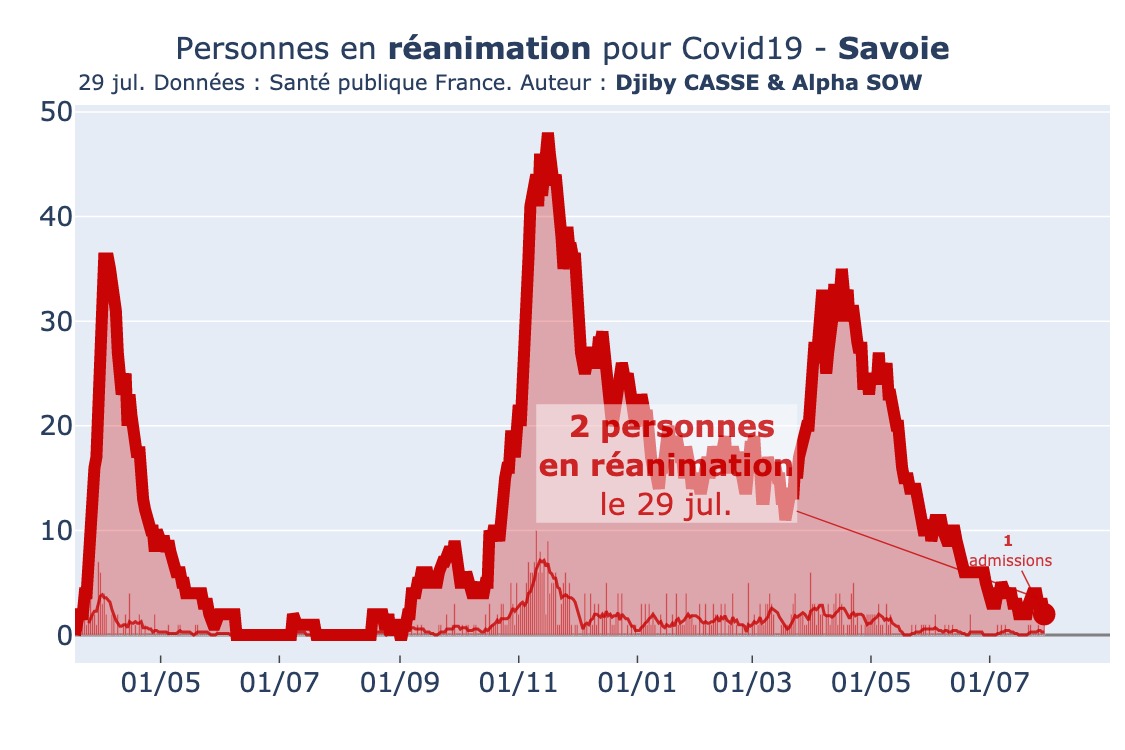 Personnes en réanimation pour Covid19 - Savoie
29 jul. Données : Santé publique France. Auteur : Djiby CASSE & Alpha SOW
50
40
30
20
10
0
2 personnes
en réanimation
le 29 jul.
1
admissions
01/05 01/07 01/09 01/11 01/01 01/03 01/05 01/07